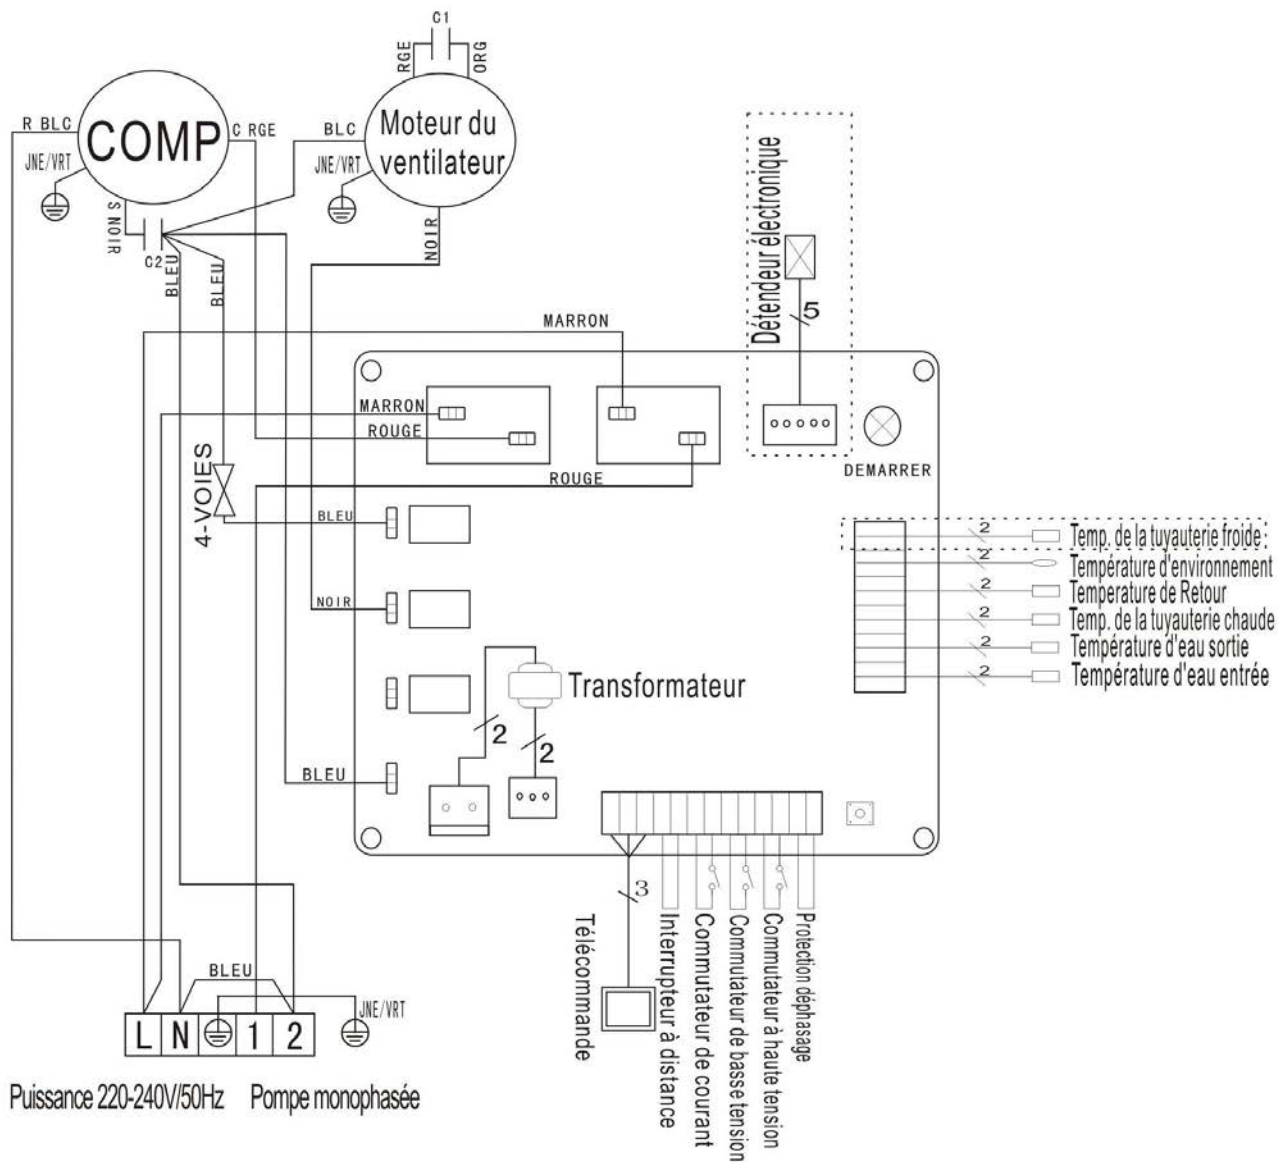 C1
RGE
ORG
R BLC
COMP
C RGE
BLC
Moteur du
ventilateur
JNE/VRT
JNE/VRT
S NOIR
C2
BLEU
BLEU
NOIR
Détendeur électronique
5
MARRON
MARRON
ROUGE
ROUGE
DEMARRER
4-VOIES
BLEU
NOIR
2
Temp. de la tuyauterie froide
2
Température d'environnement
2
Temperature de Retour
2
Temp. de la tuyauterie chaude
2
Température d'eau sortie
2
Température d'eau entrée
Transformateur
2
2
BLEU
3
Télécommande
Interrupteur à distance
Commutateur de courant
Commutateur de basse tension
Commutateur à haute tension
Protection déphasage
BLEU
JNE/VRT
L N 1 2
Puissance 220-240V/50Hz Pompe monophasée